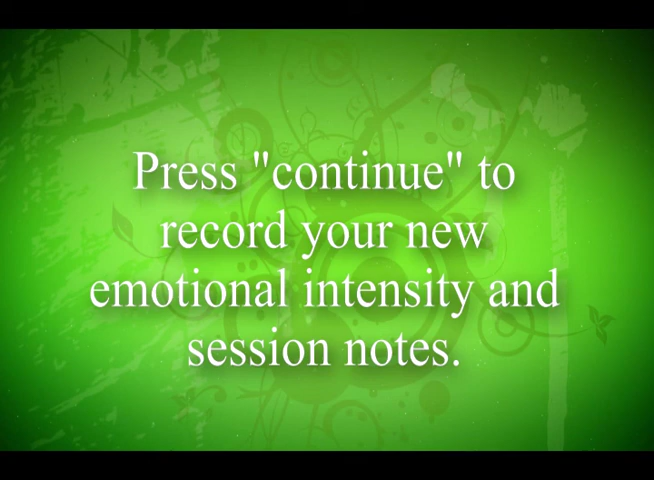 Press "continue" to
record your new
emotional intensity and
session notes.